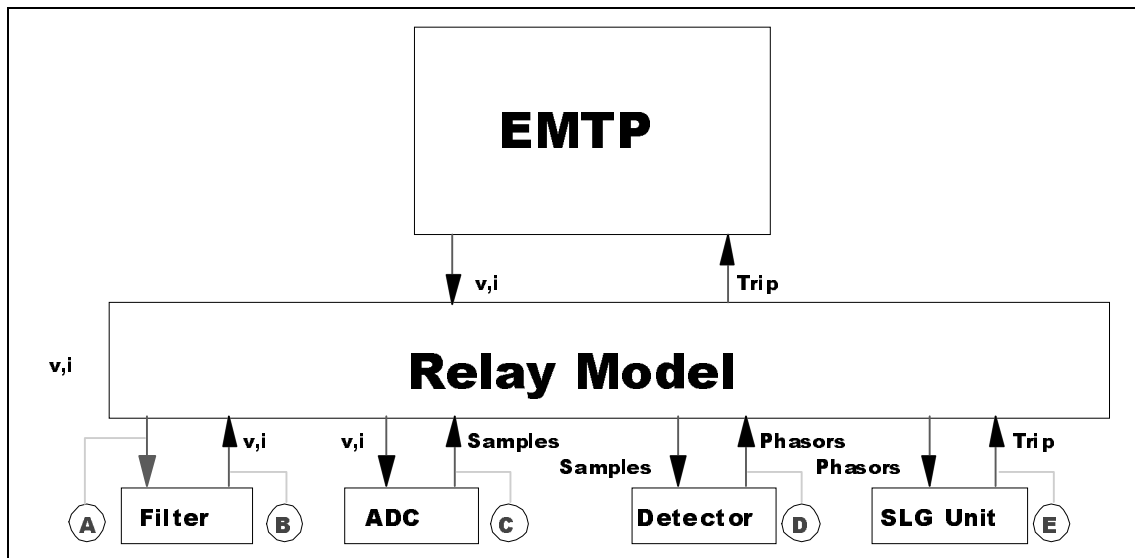 EMTP
v,i
Trip
v,i
Relay Model
v,i
v,i
Samples
Samples
Phasors
Phasors
Trip
A
Filter
B
ADC
C
Detector
D
SLG Unit
E